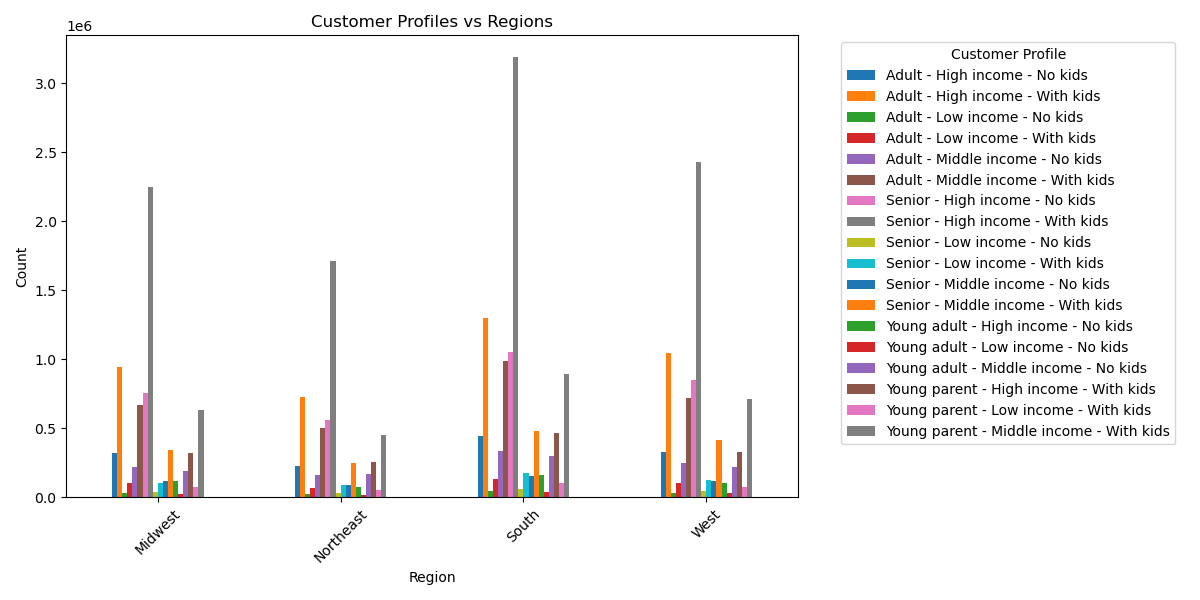 Customer Profiles vs Regions
1e6
3.0
2.5
2.0
1.5
1.0
0.5
0.0
Count
Midwest
Northeast
South
West
Region
Customer Profile
Adult - High income - No kids
Adult - High income - With kids
Adult - Low income - No kids
Adult - Low income - With kids
Adult - Middle income - No kids
Adult - Middle income - With kids
Senior - High income - No kids
Senior - High income - With kids
Senior - Low income - No kids
Senior - Low income - With kids
Senior - Middle income - No kids
Senior - Middle income - With kids
Young adult - High income - No kids
Young adult - Low income - No kids
Young adult - Middle income - No kids
Young parent - High income - With kids
Young parent - Low income - With kids
Young parent - Middle income - With kids